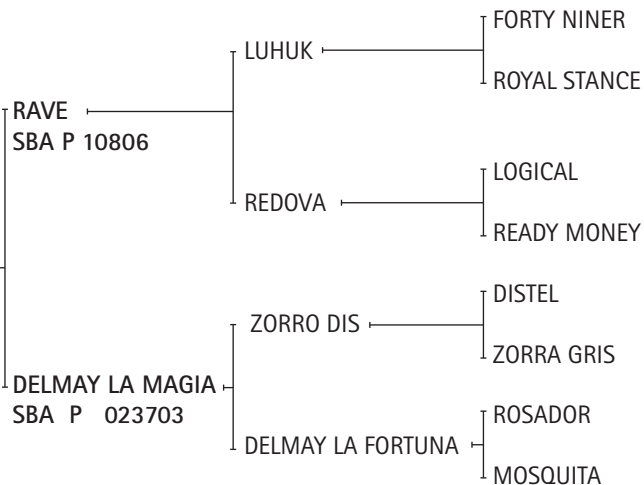 FORTY NINER
LUHUK
ROYAL STANCE
RAVE
SBA P 10806
LOGICAL
REDOVA
READY MONEY
DISTEL
ZORRO DIS
ZORRA GRIS
DELMAY LA MAGIA
SBA P 023703
ROSADOR
DELMAY LA FORTUNA
MOSQUITA